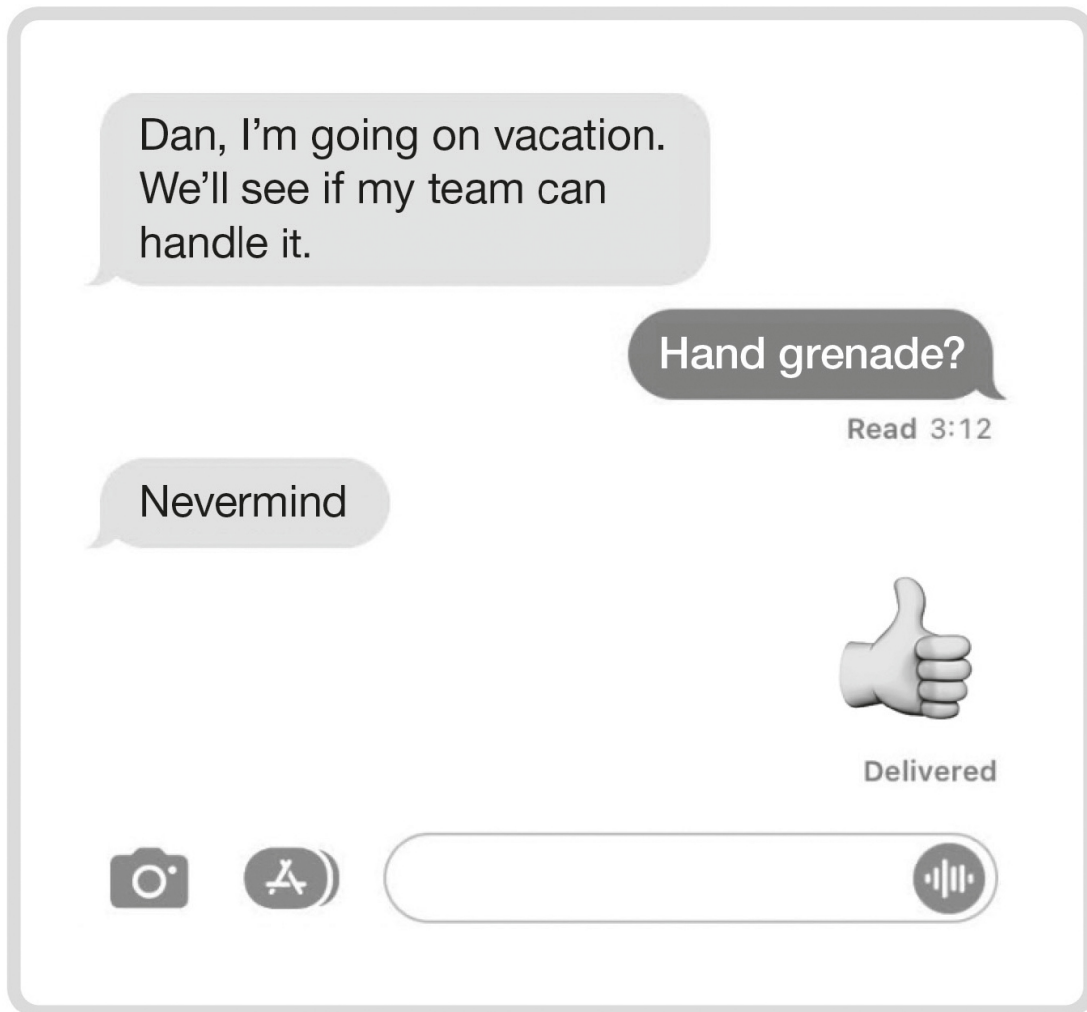 Dan, I’m going on vacation.
We’ll see if my team can
handle it.
Hand grenade?
Read 3:12
Nevermind
Delivered